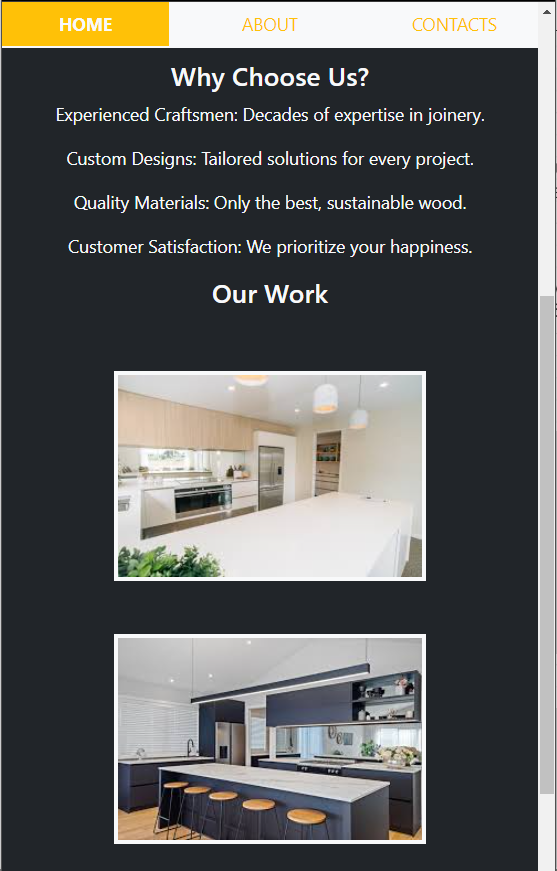 HOME ABOUT CONTACTS
Why Choose Us?
Experienced Craftsmen: Decades of expertise in joinery.
Custom Designs: Tailored solutions for every project.
Quality Materials: Only the best, sustainable wood.
Customer Satisfaction: We prioritize your happiness.
Our Work